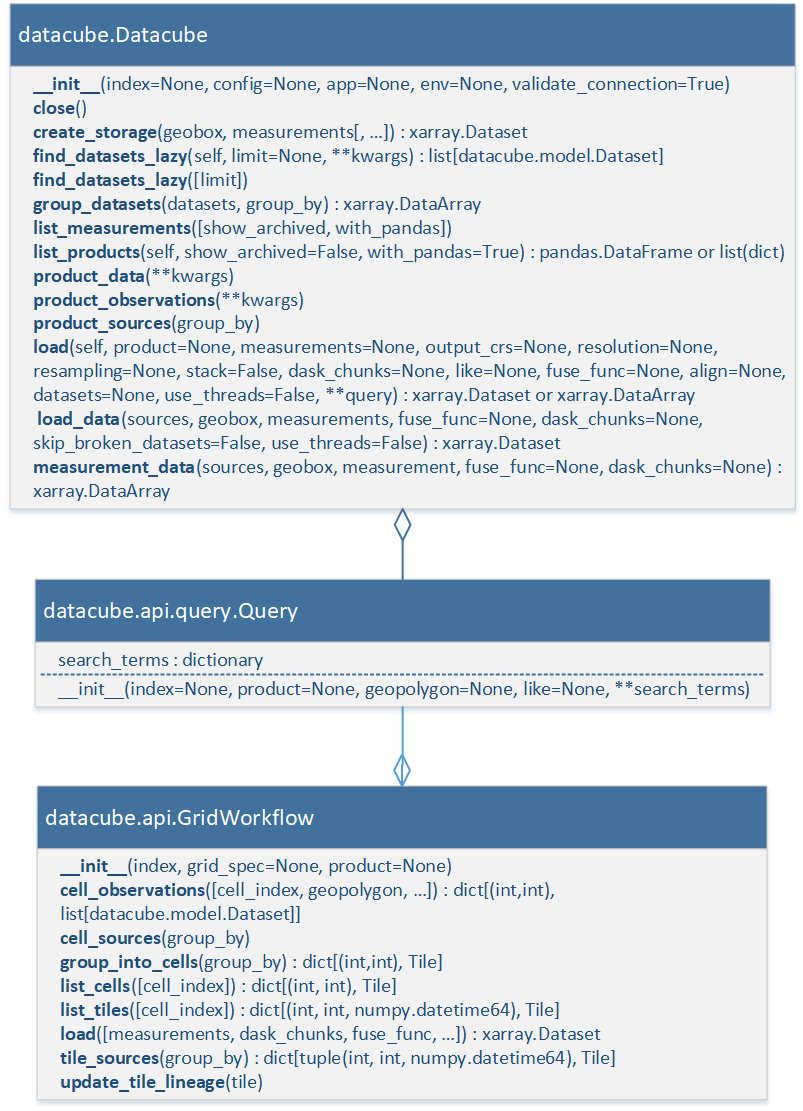 datacube.Datacube
__init__(index=None, config=None, app=None, env=None, validate_connection=True)
close()
create_storage(geobox, measurements[, ...]) : xarray.Dataset
find_datasets_lazy(self, limit=None, **kwargs) : list[datacube.model.Dataset]
find_datasets_lazy([limit])
group_datasets(datasets, group_by) : xarray.DataArray
list_measurements([show_archived, with_pandas])
list_products(self, show_archived=False, with_pandas=True) : pandas.DataFrame or list(dict)
product_data(**kwargs)
product_observations(**kwargs)
product_sources(group_by)
load(self, product=None, measurements=None, output_crs=None, resolution=None,
resampling=None, stack=False, dask_chunks=None, like=None, fuse_func=None, align=None,
datasets=None, use_threads=False, **query) : xarray.Dataset or xarray.DataArray
load_data(sources, geobox, measurements, fuse_func=None, dask_chunks=None,
skip_broken_datasets=False, use_threads=False) : xarray.Dataset
measurement_data(sources, geobox, measurement, fuse_func=None, dask_chunks=None) :
xarray.DataArray
datacube.api.query.Query
search_terms : dictionary
__init__(index=None, product=None, geopolygon=None, like=None, **search_terms)
datacube.api.GridWorkflow
__init__(index, grid_spec=None, product=None)
cell_observations([cell_index, geopolygon, ...]) : dict[(int,int),
list[datacube.model.Dataset]]
cell_sources(group_by)
group_into_cells(group_by) : dict[(int,int), Tile]
list_cells([cell_index]) : dict[(int, int), Tile]
list_tiles([cell_index]) : dict[(int, int, numpy.datetime64), Tile]
load([measurements, dask_chunks, fuse_func, ...]) : xarray.Dataset
tile_sources(group_by) : dict[tuple(int, int, numpy.datetime64), Tile]
update_tile_lineage(tile)